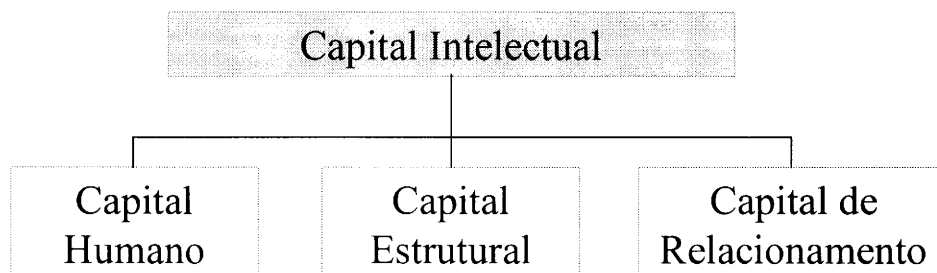 Capital Intelectual
Capital
Humano
Capital
Estrutural
Capital de
Relacionamento